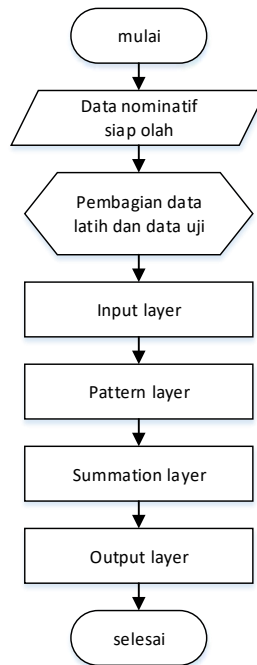 mulai
Data nominatif
siap olah
Pembagian data
latih dan data uji
Input layer
Pattern layer
Summation layer
Output layer
selesai